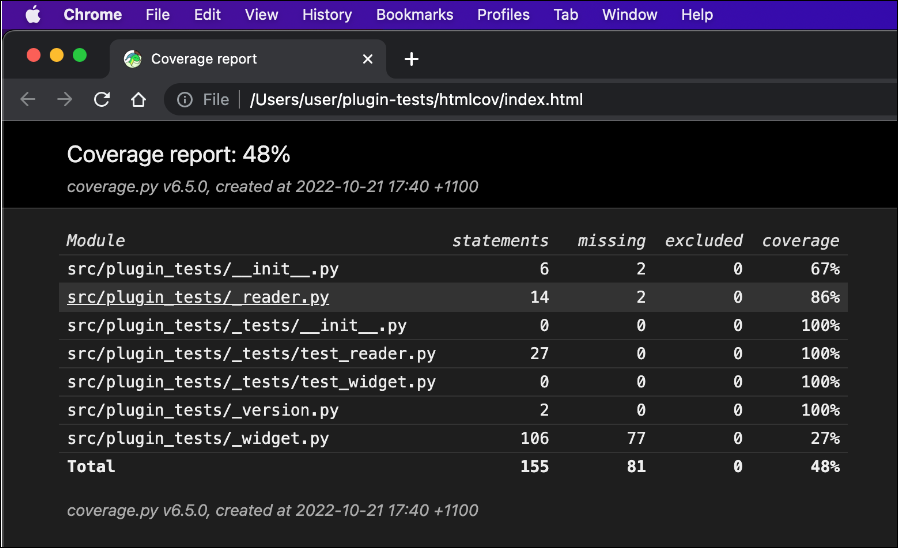 Chrome File Edit View History Bookmarks Profiles Tab Window Help
Coverage report
File /Users/user/plugin-tests/htmlcov/index.html
Coverage report: 48%
coverage.py v6.5.0, created at 2022-10-21 17:40 +1100
Module statements missing excluded coverage
src/plugin_tests/__init__.py 6 2 0 67%
src/plugin_tests/_reader.py 14 2 0 86%
src/plugin_tests/_tests/__init__.py 0 0 0 100%
src/plugin_tests/_tests/test_reader.py 27 0 0 100%
src/plugin_tests/_tests/test_widget.py 0 0 0 100%
src/plugin_tests/_version.py 2 0 0 100%
src/plugin_tests/_widget.py 106 77 0 27%
Total 155 81 0 48%
coverage.py v6.5.0, created at 2022-10-21 17:40 +1100